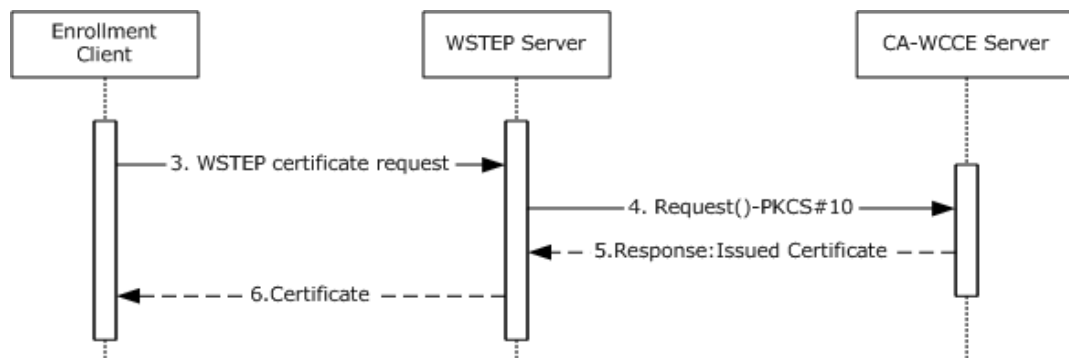 Enrollment
Client
WSTEP Server
CA-WCCE Server
3. WSTEP certificate request
4. Request()-PKCS#10
5.Response:Issued Certificate
6.Certificate